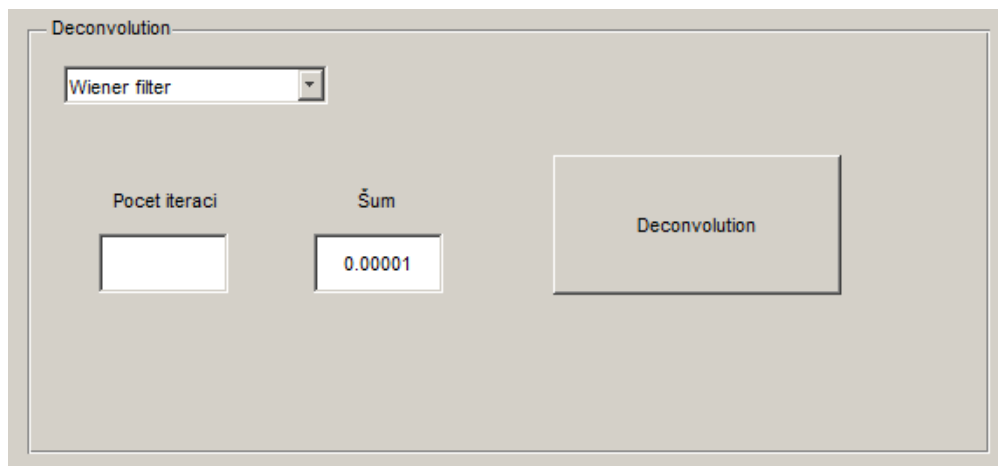 Deconvolution
Wiener filter
Pocet iteraci
Šum
Deconvolution
0.00001